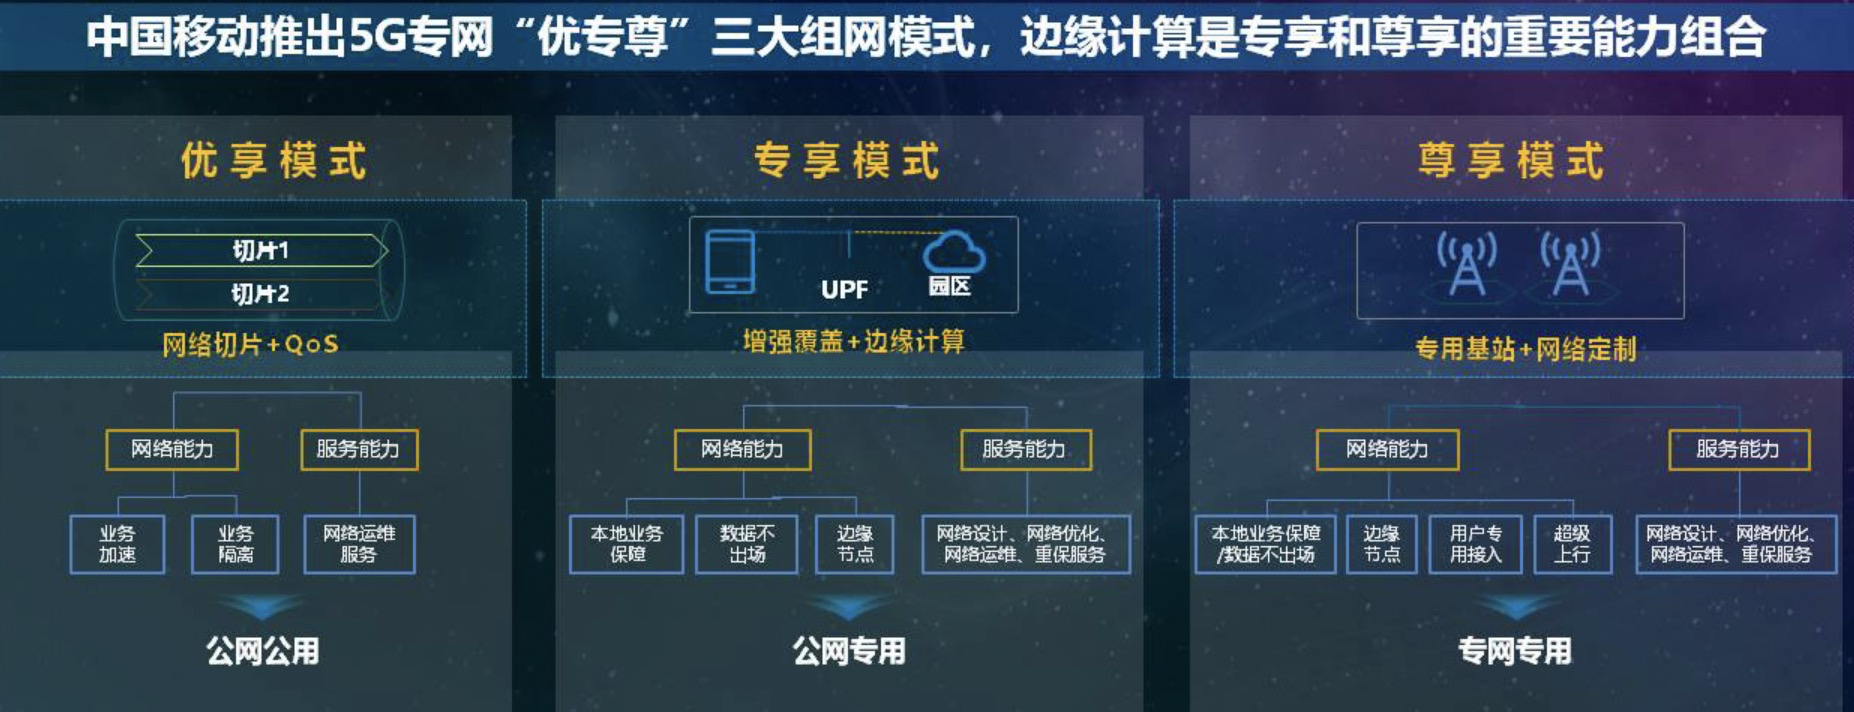 中国移动推出5G专网“优专尊”三大组网模式，边缘计算是专享和尊享的重要能力组合
优享模式
切片1
切片2
网络切片+QoS
网络能力
服务能力
业务
加速
业务
隔离
网络运维
服务
公网公用
专享模式
UPF
园区
增强覆盖+边缘计算
网络能力
服务能力
本地业务
保障
数据不
出场
边缘
节点
网络设计、网络优化、
网络运维、重保服务
公网专用
尊享模式
专用基站+网络定制
网络能力
服务能力
本地业务保障
/数据不出场
边缘
节点
用户专
用接入
超级
上行
网络设计、网络优化、
网络运维、重保服务
专网专用